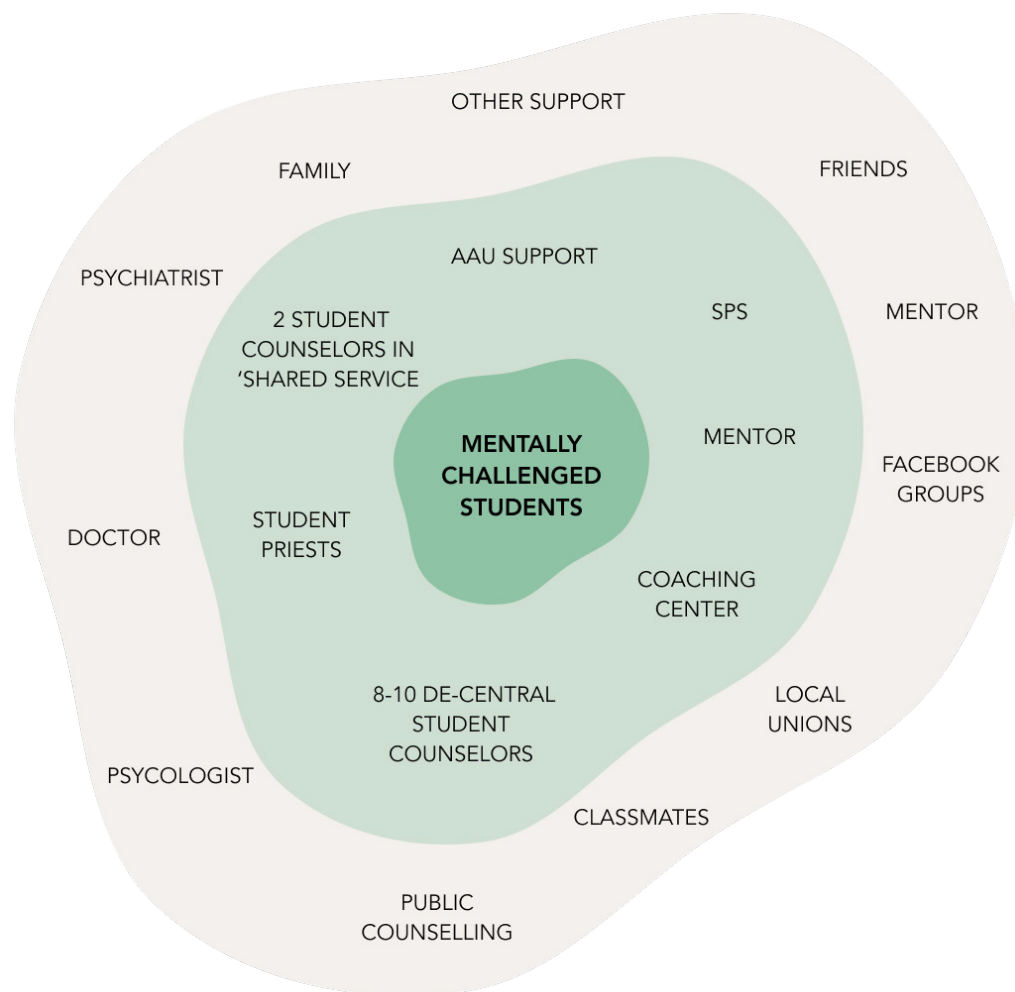 OTHER SUPPORT
FAMILY
FRIENDS
AAU SUPPORT
PSYCHIATRIST
2 STUDENT
COUNSELORS IN
‘SHARED SERVICE
SPS
MENTOR
MENTALLY
CHALLENGED
STUDENTS
MENTOR
FACEBOOK
GROUPS
STUDENT
PRIESTS
DOCTOR
COACHING
CENTER
8-10 DE-CENTRAL
STUDENT
COUNSELORS
LOCAL
UNIONS
PSYCOLOGIST
CLASSMATES
PUBLIC
COUNSELLING